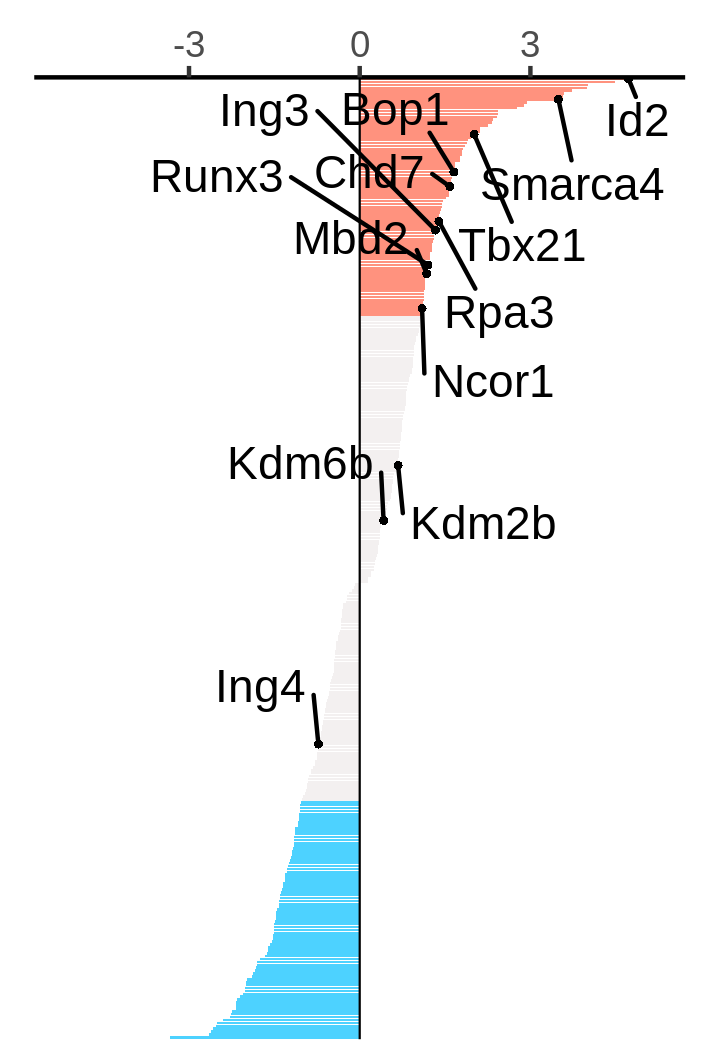 -3 0 3
Ing3 Bop1 Id2
Runx3 Chd7 Smarca4
Mbd2 Tbx21
Rpa3
Ncor1
Kdm6b
Kdm2b
Ing4